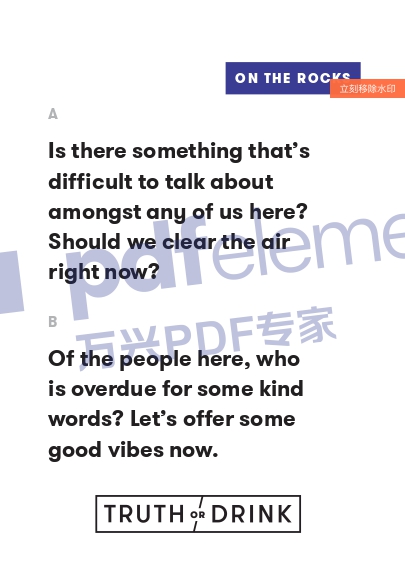 ON THE ROCKS
立刻移除水印
A
Is there something that’s
difficult to talk about
amongst any of us here?
Should we clear the air
right now?
pdfeleme
B
万兴PDF专家
Of the people here, who
is overdue for some kind
words? Let’s offer some
good vibes now.
TRUTH OR DRINK